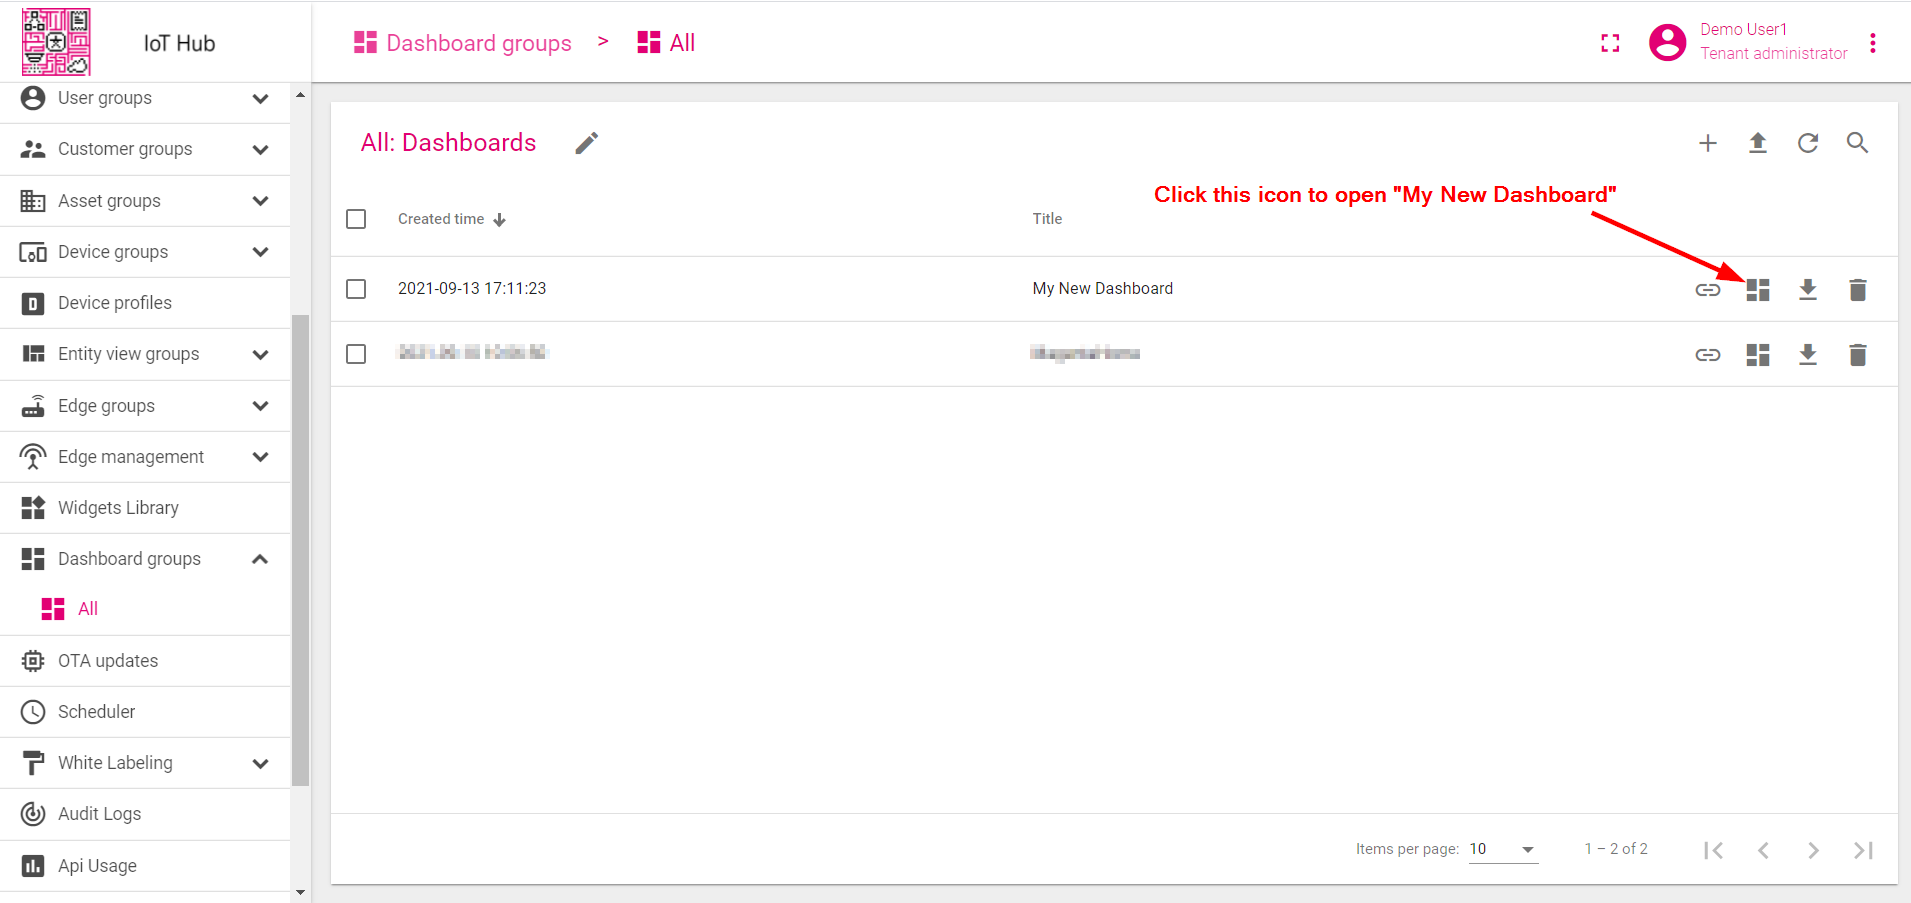 IoT Hub
Dashboard groups > All
Demo User1
Tenant administrator
User groups
Customer groups
Asset groups
Device groups
Device profiles
Entity view groups
Edge groups
Edge management
Widgets Library
Dashboard groups
All
OTA updates
Scheduler
White Labeling
Audit Logs
Api Usage
All: Dashboards
Click this icon to open "My New Dashboard"
Created time Title
2021-09-13 17:11:23 My New Dashboard
Items per page: 10 1 – 2 of 2